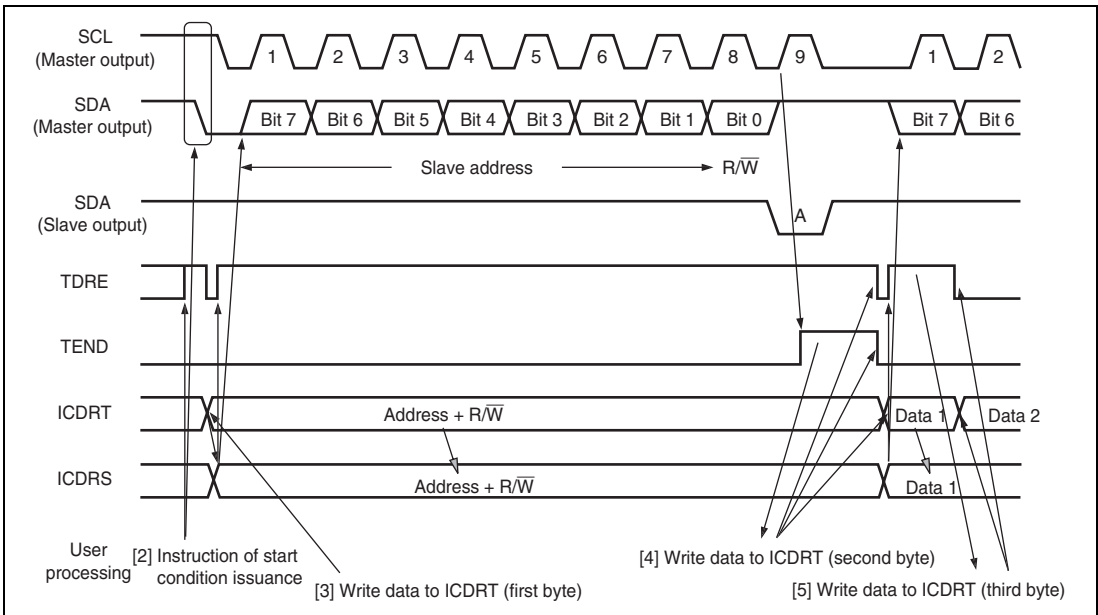 SCL
(Master output)
1 2 3 4 5 6 7 8 9 1 2
SDA
(Master output)
Bit 7 Bit 6 Bit 5 Bit 4 Bit 3 Bit 2 Bit 1 Bit 0 Bit 7 Bit 6
Slave address R/W̅
SDA
(Slave output)
A
TDRE
TEND
ICDRT
Address + R/W̅ Data 1 Data 2
ICDRS
Address + R/W̅ Data 1
User
processing
[2] Instruction of start
condition issuance
[3] Write data to ICDRT (first byte)
[4] Write data to ICDRT (second byte)
[5] Write data to ICDRT (third byte)